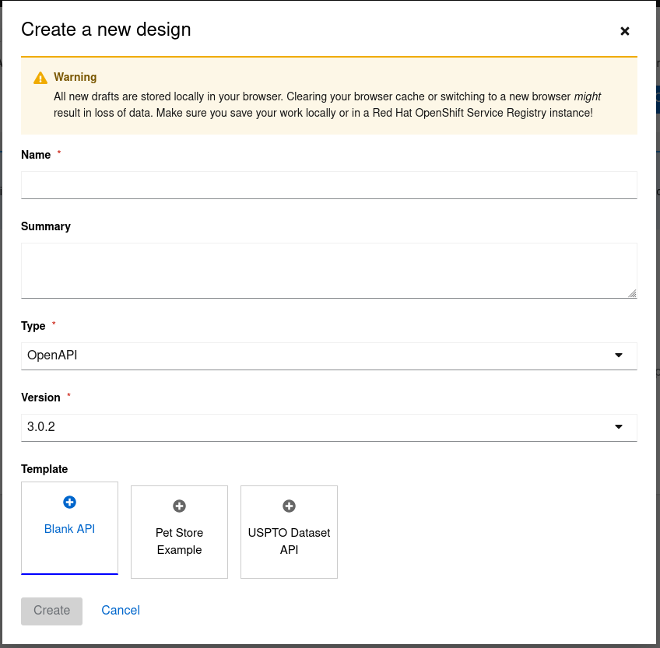 Create a new design
Warning
All new drafts are stored locally in your browser. Clearing your browser cache or switching to a new browser might
result in loss of data. Make sure you save your work locally or in a Red Hat OpenShift Service Registry instance!
Name *
Summary
Type *
OpenAPI
Version *
3.0.2
Template
Blank API
Pet Store
Example
USPTO Dataset
API
Create Cancel